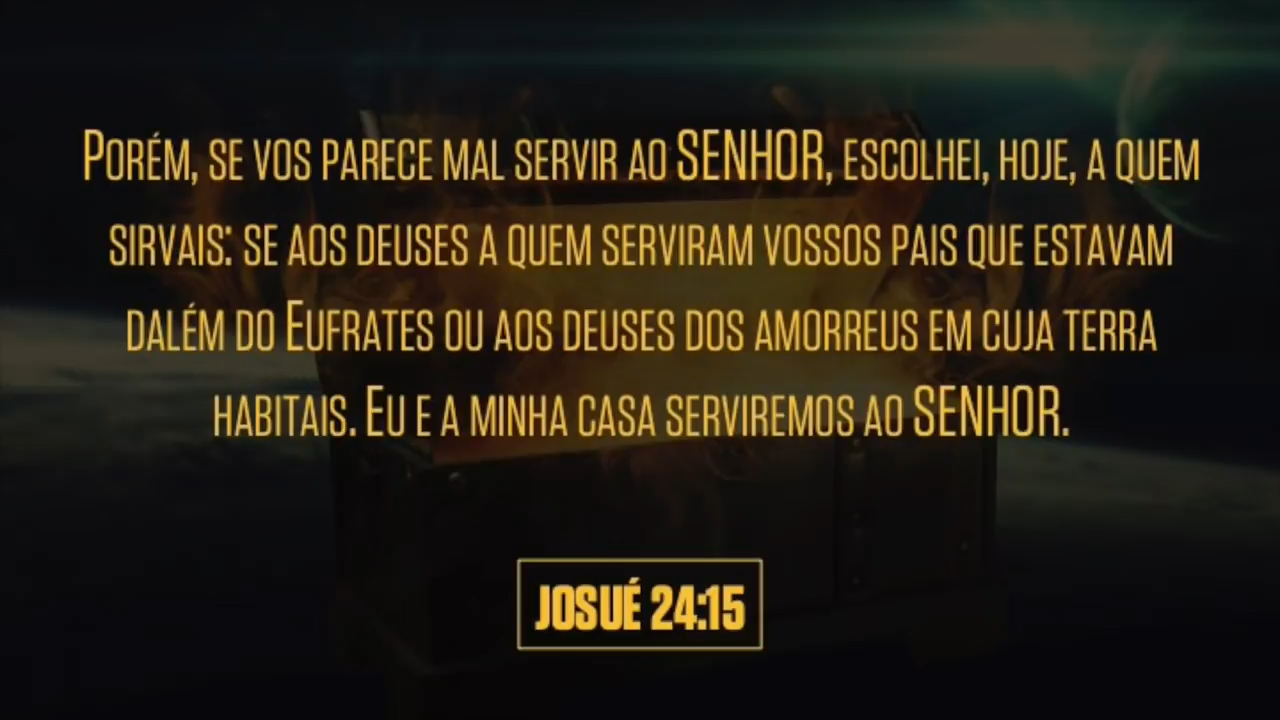 Porém, se vos parece mal servir ao SENHOR, escolhei, hoje, a quem
sirvais: se aos deuses a quem serviram vossos pais que estavam
dalém do Eufrates ou aos deuses dos amorreus em cuja terra
habitais. Eu e a minha casa serviremos ao SENHOR.
JOSUÉ 24:15